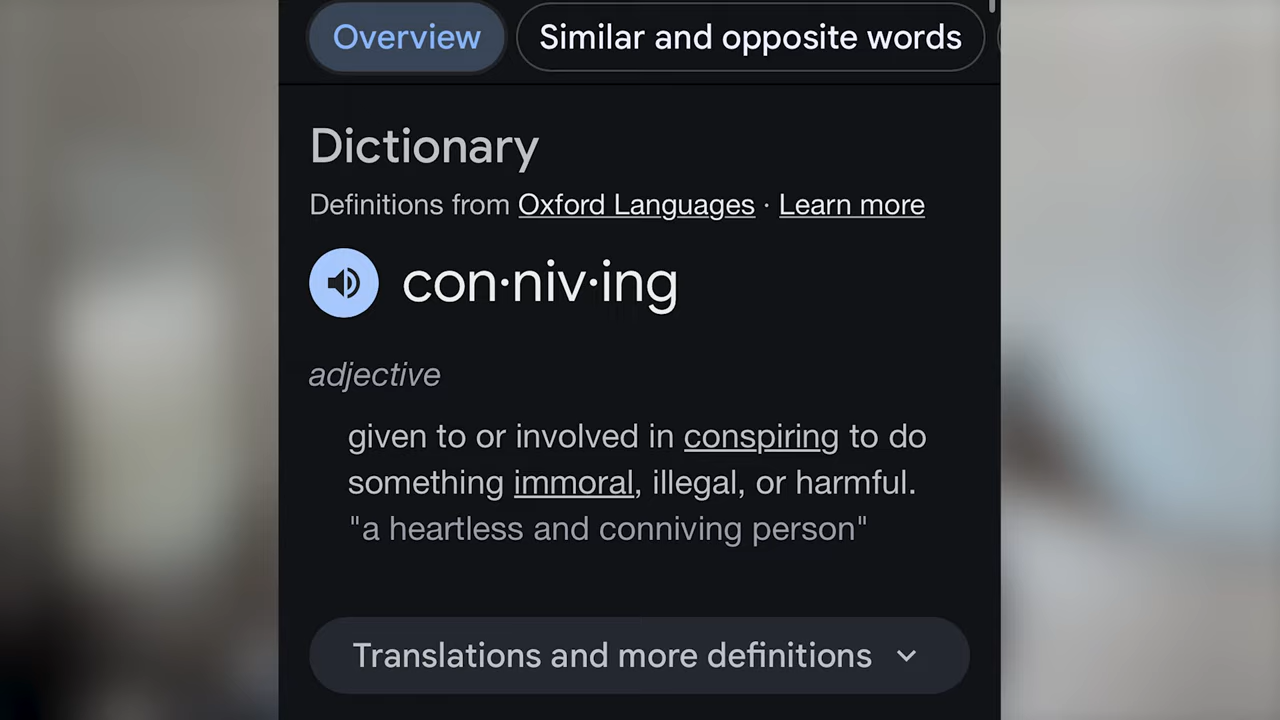 Overview Similar and opposite words
Dictionary
Definitions from Oxford Languages · Learn more
con·niv·ing
adjective
given to or involved in conspiring to do
something immoral, illegal, or harmful.
"a heartless and conniving person"
Translations and more definitions